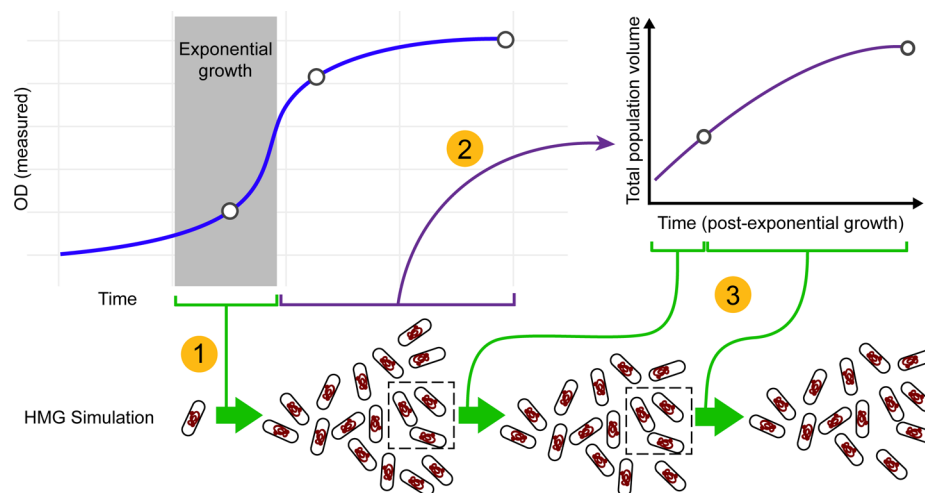 Exponential
growth
OD (measured)
Time
2
Total population volume
Time (post-exponential growth)
1
3
HMG Simulation